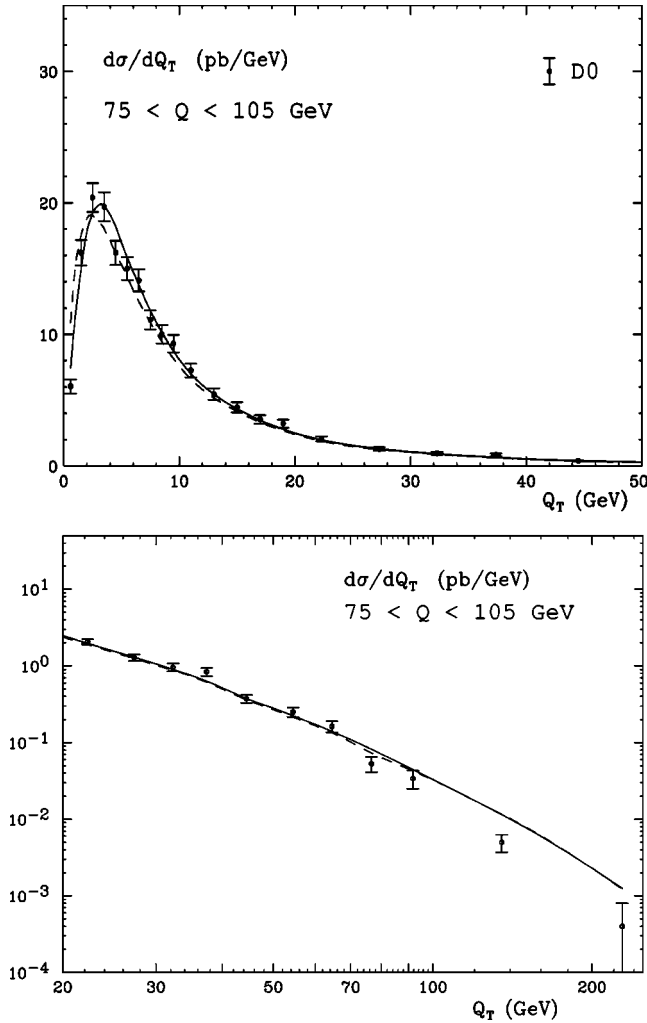 dσ/dQ_T (pb/GeV)
D0
75 < Q < 105 GeV
30
20
10
0
0 10 20 30 40 50
Q_T (GeV)
dσ/dQ_T (pb/GeV)
75 < Q < 105 GeV
10^1
10^0
10^-1
10^-2
10^-3
10^-4
20 30 50 70 100 200
Q_T (GeV)